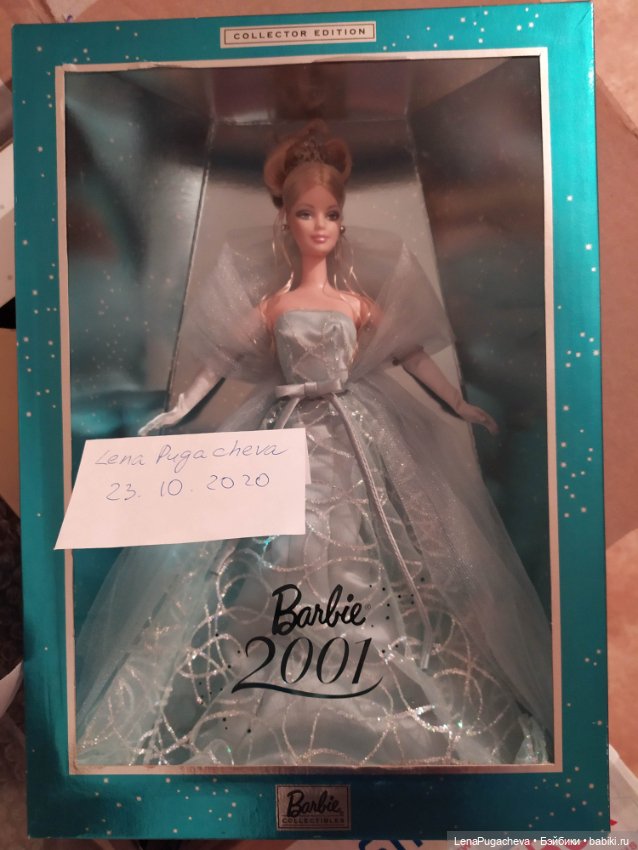 COLLECTOR EDITION
Lena Pugacheva
23.10.2020
Barbie®
2001
Barbie®
COLLECTIBLES
LenaPugacheva • Бэйбики • babiki.ru